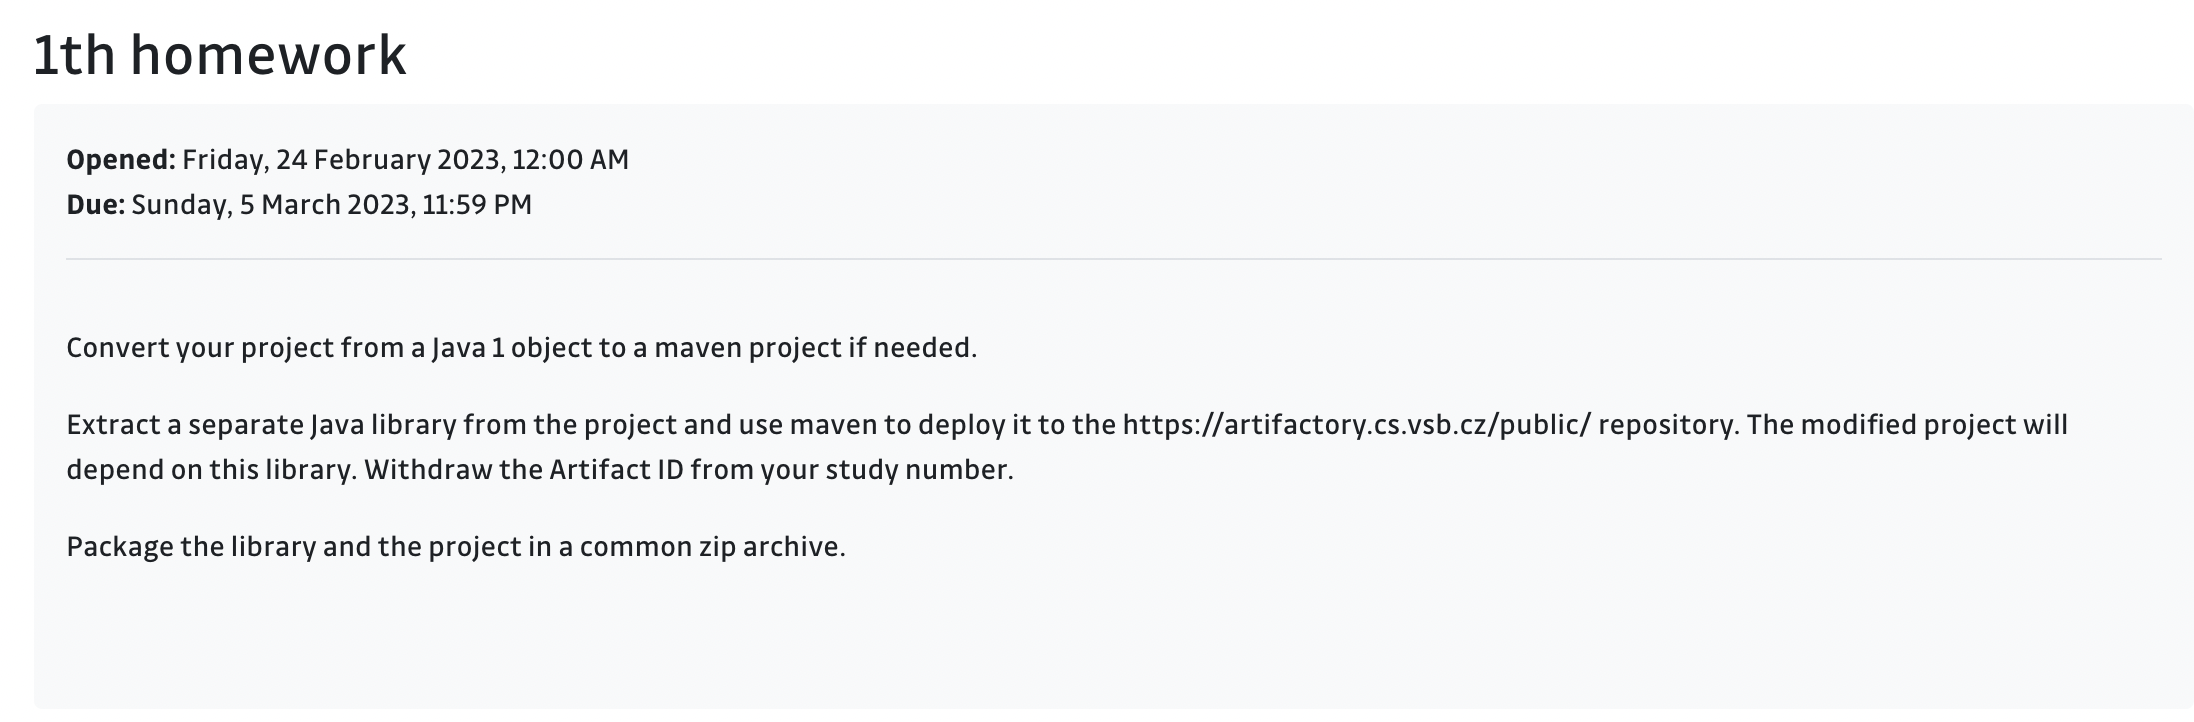 1th homework
Opened: Friday, 24 February 2023, 12:00 AM
Due: Sunday, 5 March 2023, 11:59 PM
Convert your project from a Java 1 object to a maven project if needed.
Extract a separate Java library from the project and use maven to deploy it to the https://artifactory.cs.vsb.cz/public/ repository. The modified project will
depend on this library. Withdraw the Artifact ID from your study number.
Package the library and the project in a common zip archive.